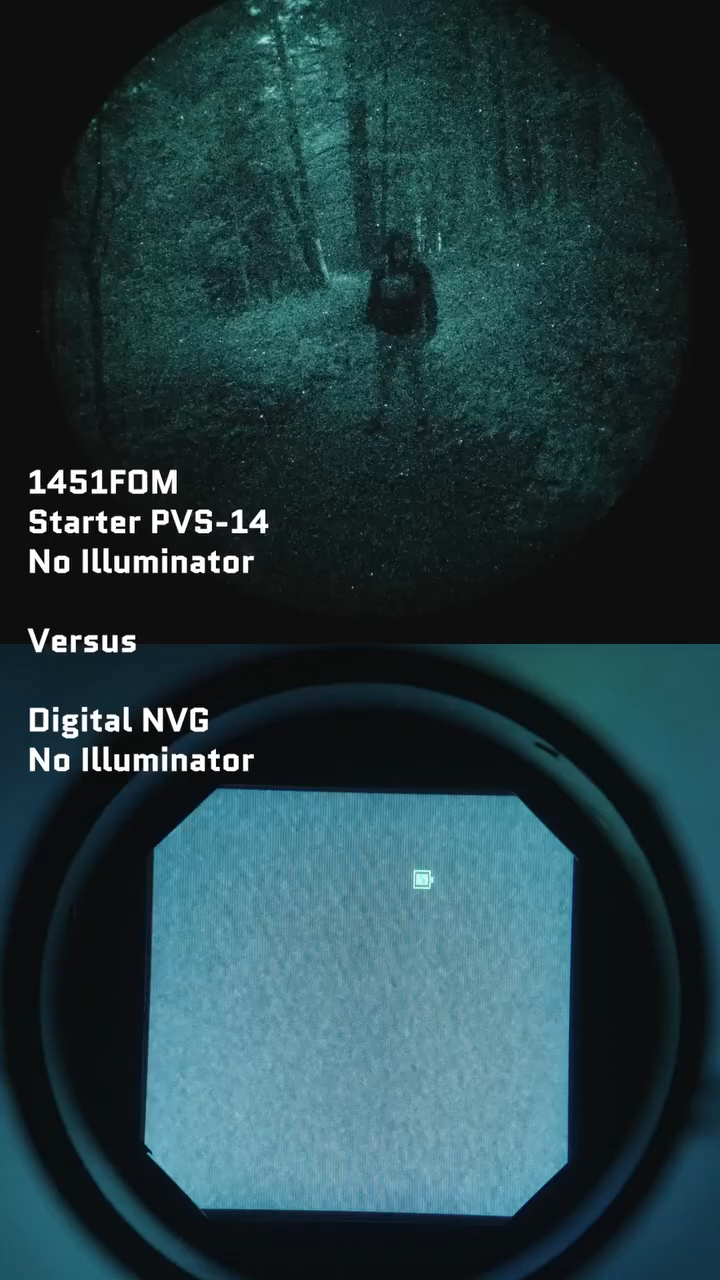 1451FOM
Starter PVS-14
No Illuminator
Versus
Digital NVG
No Illuminator